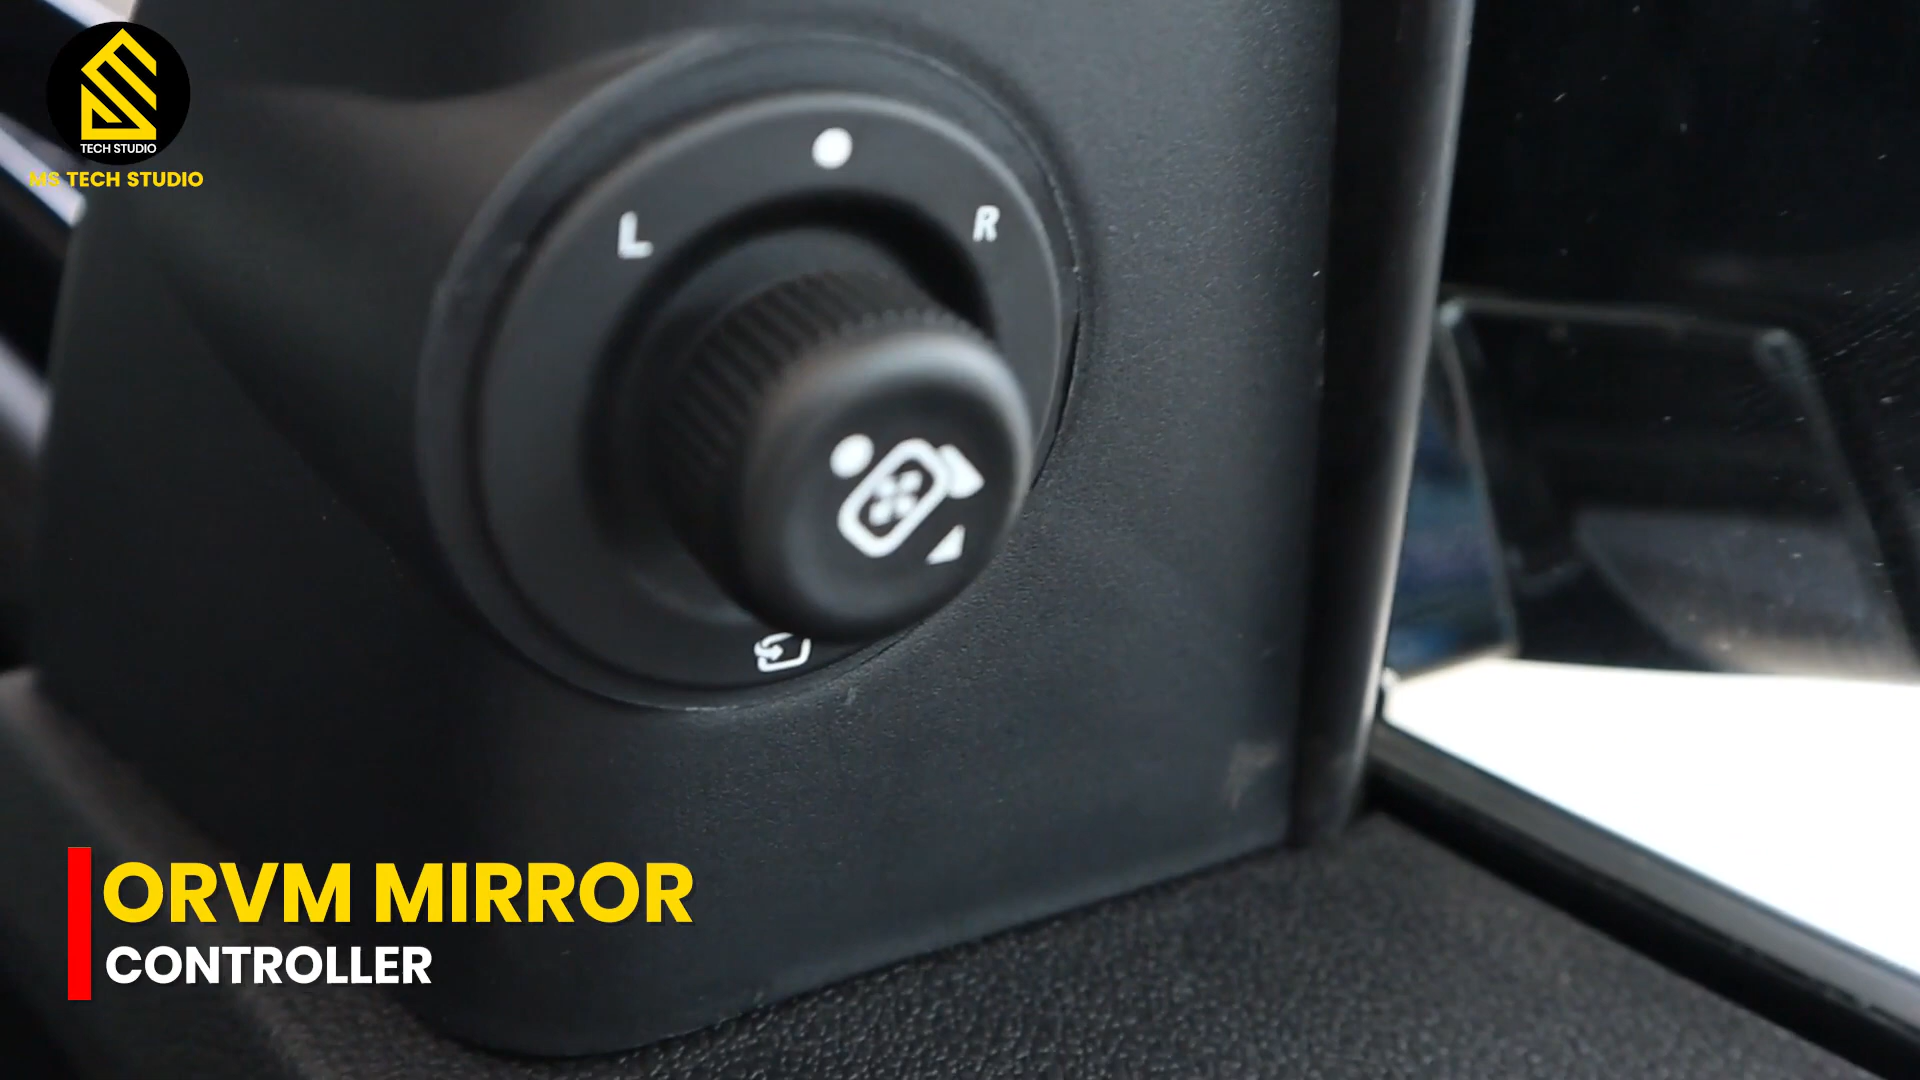 TECH STUDIO
MS TECH STUDIO
L
R
ORVM MIRROR
CONTROLLER